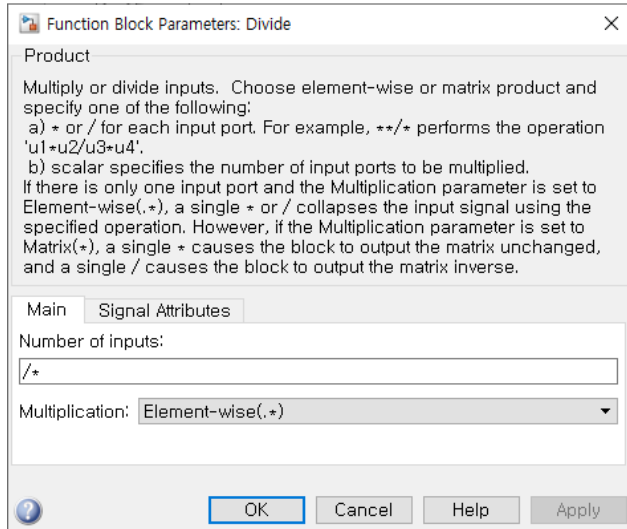 Function Block Parameters: Divide
Product
Multiply or divide inputs.  Choose element-wise or matrix product and
specify one of the following:
a) * or / for each input port. For example, **/* performs the operation
'u1*u2/u3*u4'.
b) scalar specifies the number of input ports to be multiplied.
If there is only one input port and the Multiplication parameter is set to
Element-wise(.*), a single * or / collapses the input signal using the
specified operation. However, if the Multiplication parameter is set to
Matrix(*), a single * causes the block to output the matrix unchanged,
and a single / causes the block to output the matrix inverse.
Main Signal Attributes
Number of inputs:
/*
Multiplication: Element-wise(.*)
? OK Cancel Help Apply